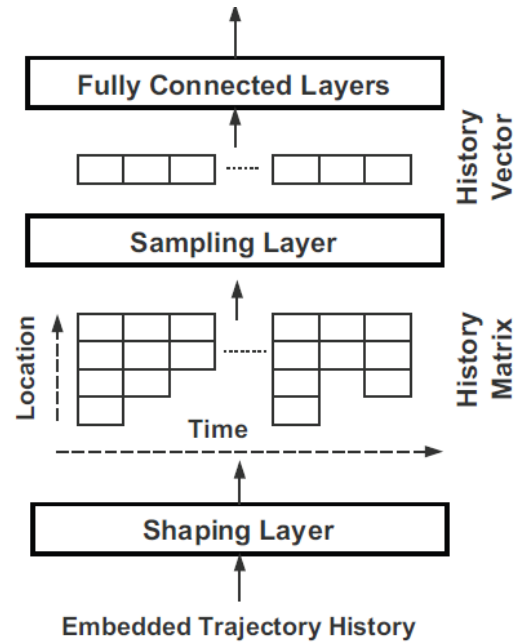 Fully Connected Layers
History
Vector
Sampling Layer
Location
History
Matrix
Time
Shaping Layer
Embedded Trajectory History